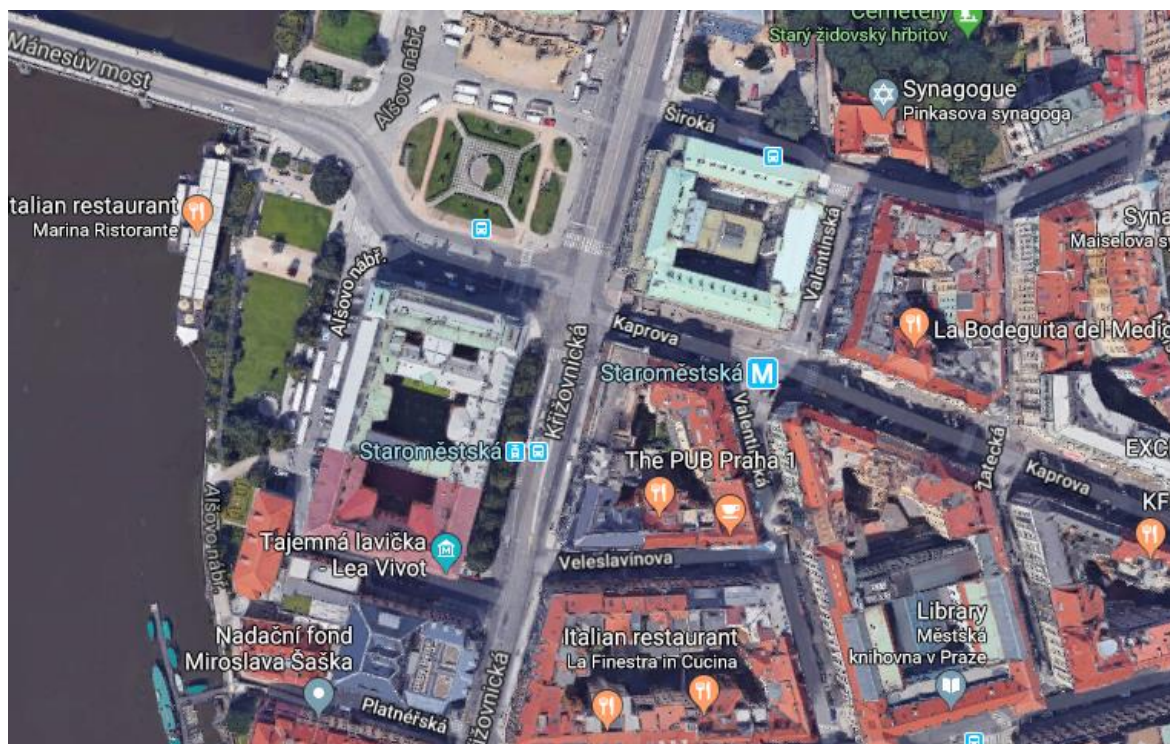 Cemetery
Starý židovský hřbitov
Mánesův most
Alšovo nábř.
Synagogue
Pinkasova synagoga
Široká
Italian restaurant
Marina Ristorante
Syna
Maiselova sy
Valentinská
Alšovo nábř.
Kaprova
La Bodeguita del Medio
Staroměstská M
Křižovnická
Valentinská
Staroměstská
The PUB Praha 1
Žatecká
Kaprova
EXC
KF
Alšovo nábř.
Tajemná lavička
- Lea Vivot
Veleslavínova
Library
Městská
knihovna v Praze
Nadační fond
Miroslava Šaška
Italian restaurant
La Finestra in Cucina
Platnéřská
Křižovnická